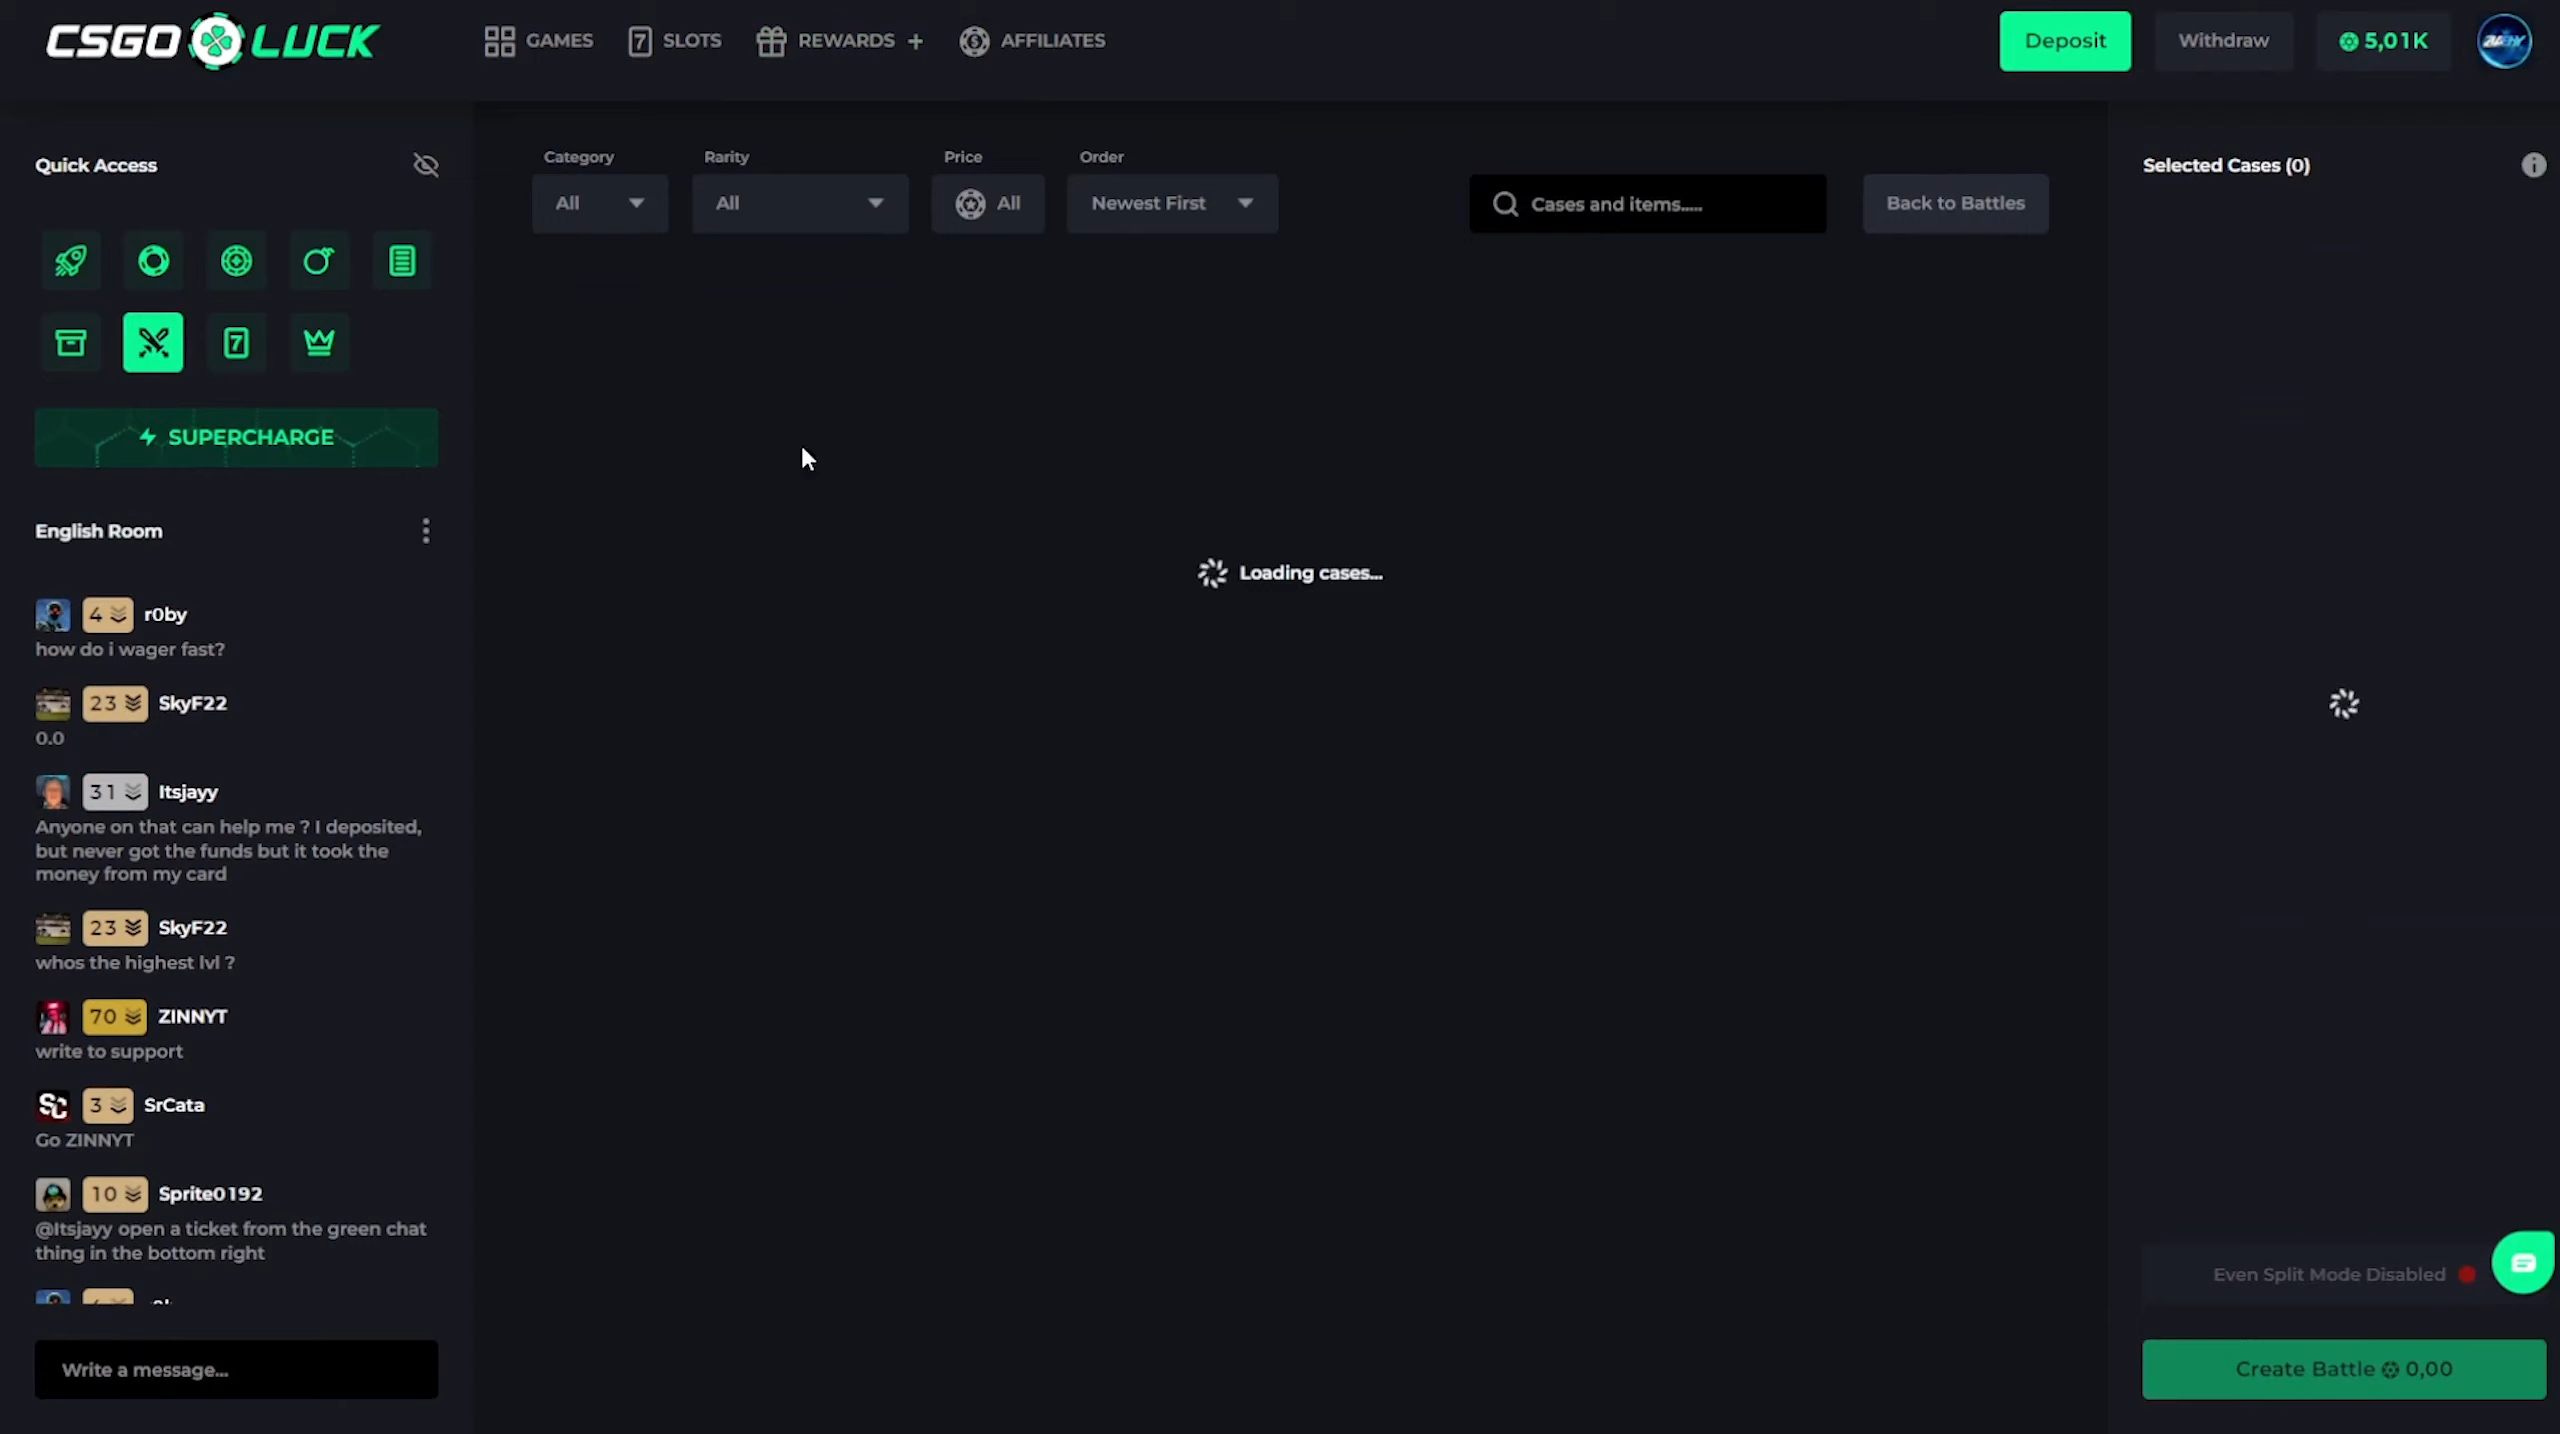 CSGO LUCK
GAMES
7 SLOTS
REWARDS +
AFFILIATES
Deposit
Withdraw
5,01K
Quick Access
7
SUPERCHARGE
English Room
4 r0by
how do i wager fast?
23 SkyF22
0.0
31 Itsjayy
Anyone on that can help me ? I deposited,
but never got the funds but it took the
money from my card
23 SkyF22
whos the highest lvl ?
70 ZINNYT
write to support
SC 3 SrCata
Go ZINNYT
10 Sprite0192
@Itsjayy open a ticket from the green chat
thing in the bottom right
Write a message...
Category
Rarity
Price
Order
All
All
All
Newest First
Cases and items.....
Back to Battles
Loading cases...
Selected Cases (0)
Even Split Mode Disabled
Create Battle 0,00